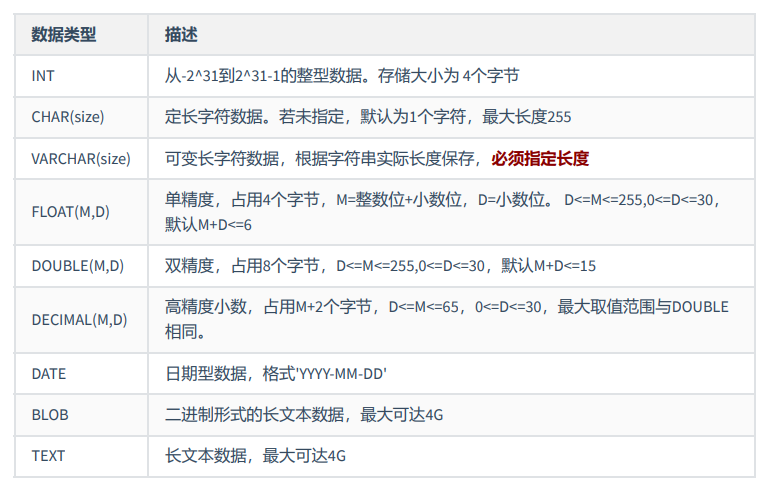 数据类型 描述
INT 从-2^31到2^31-1的整型数据。存储大小为 4个字节
CHAR(size) 定长字符数据。若未指定，默认为1个字符，最大长度255
VARCHAR(size) 可变长字符数据，根据字符串实际长度保存，必须指定长度
FLOAT(M,D) 单精度，占用4个字节，M=整数位+小数位，D=小数位。 D<=M<=255,0<=D<=30，
默认M+D<=6
DOUBLE(M,D) 双精度，占用8个字节，D<=M<=255,0<=D<=30，默认M+D<=15
DECIMAL(M,D) 高精度小数，占用M+2个字节，D<=M<=65，0<=D<=30，最大取值范围与DOUBLE
相同。
DATE 日期型数据，格式'YYYY-MM-DD'
BLOB 二进制形式的长文本数据，最大可达4G
TEXT 长文本数据，最大可达4G